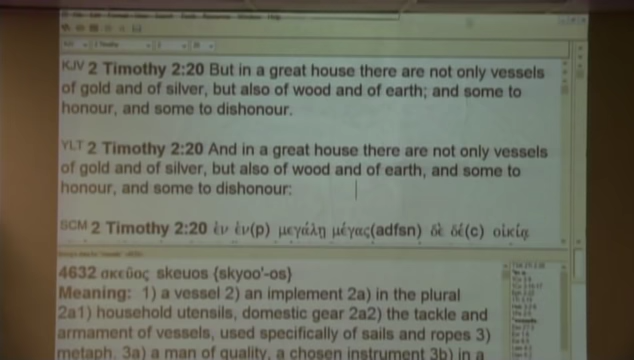 KJV 2 Timothy 2:20 But in a great house there are not only vessels
of gold and of silver, but also of wood and of earth; and some to
honour, and some to dishonour.
YLT 2 Timothy 2:20 And in a great house there are not only vessels
of gold and of silver, but also of wood and of earth, and some to
honour, and some to dishonour:
SCM 2 Timothy 2:20 ἐν ἐν(p) μεγάλῃ μέγας(adfsn) δὲ δέ(c) οἰκίᾳ
4632 σκεῦος skeuos {skyoo'-os}
Meaning: 1) a vessel 2) an implement 2a) in the plural
2a1) household utensils, domestic gear 2a2) the tackle and
armament of vessels, used specifically of sails and ropes 3)
metaph. 3a) a man of quality, a chosen instrument 3b) in a